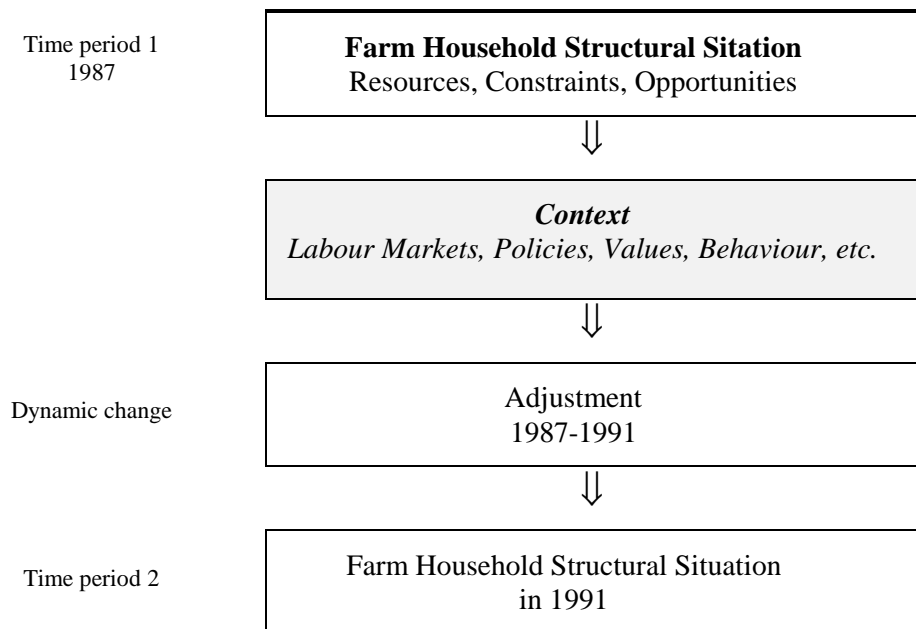 Time period 1
1987
Farm Household Structural Sitation
Resources, Constraints, Opportunities
⇓
Context
Labour Markets, Policies, Values, Behaviour, etc.
⇓
Dynamic change
Adjustment
1987-1991
⇓
Time period 2
Farm Household Structural Situation
in 1991